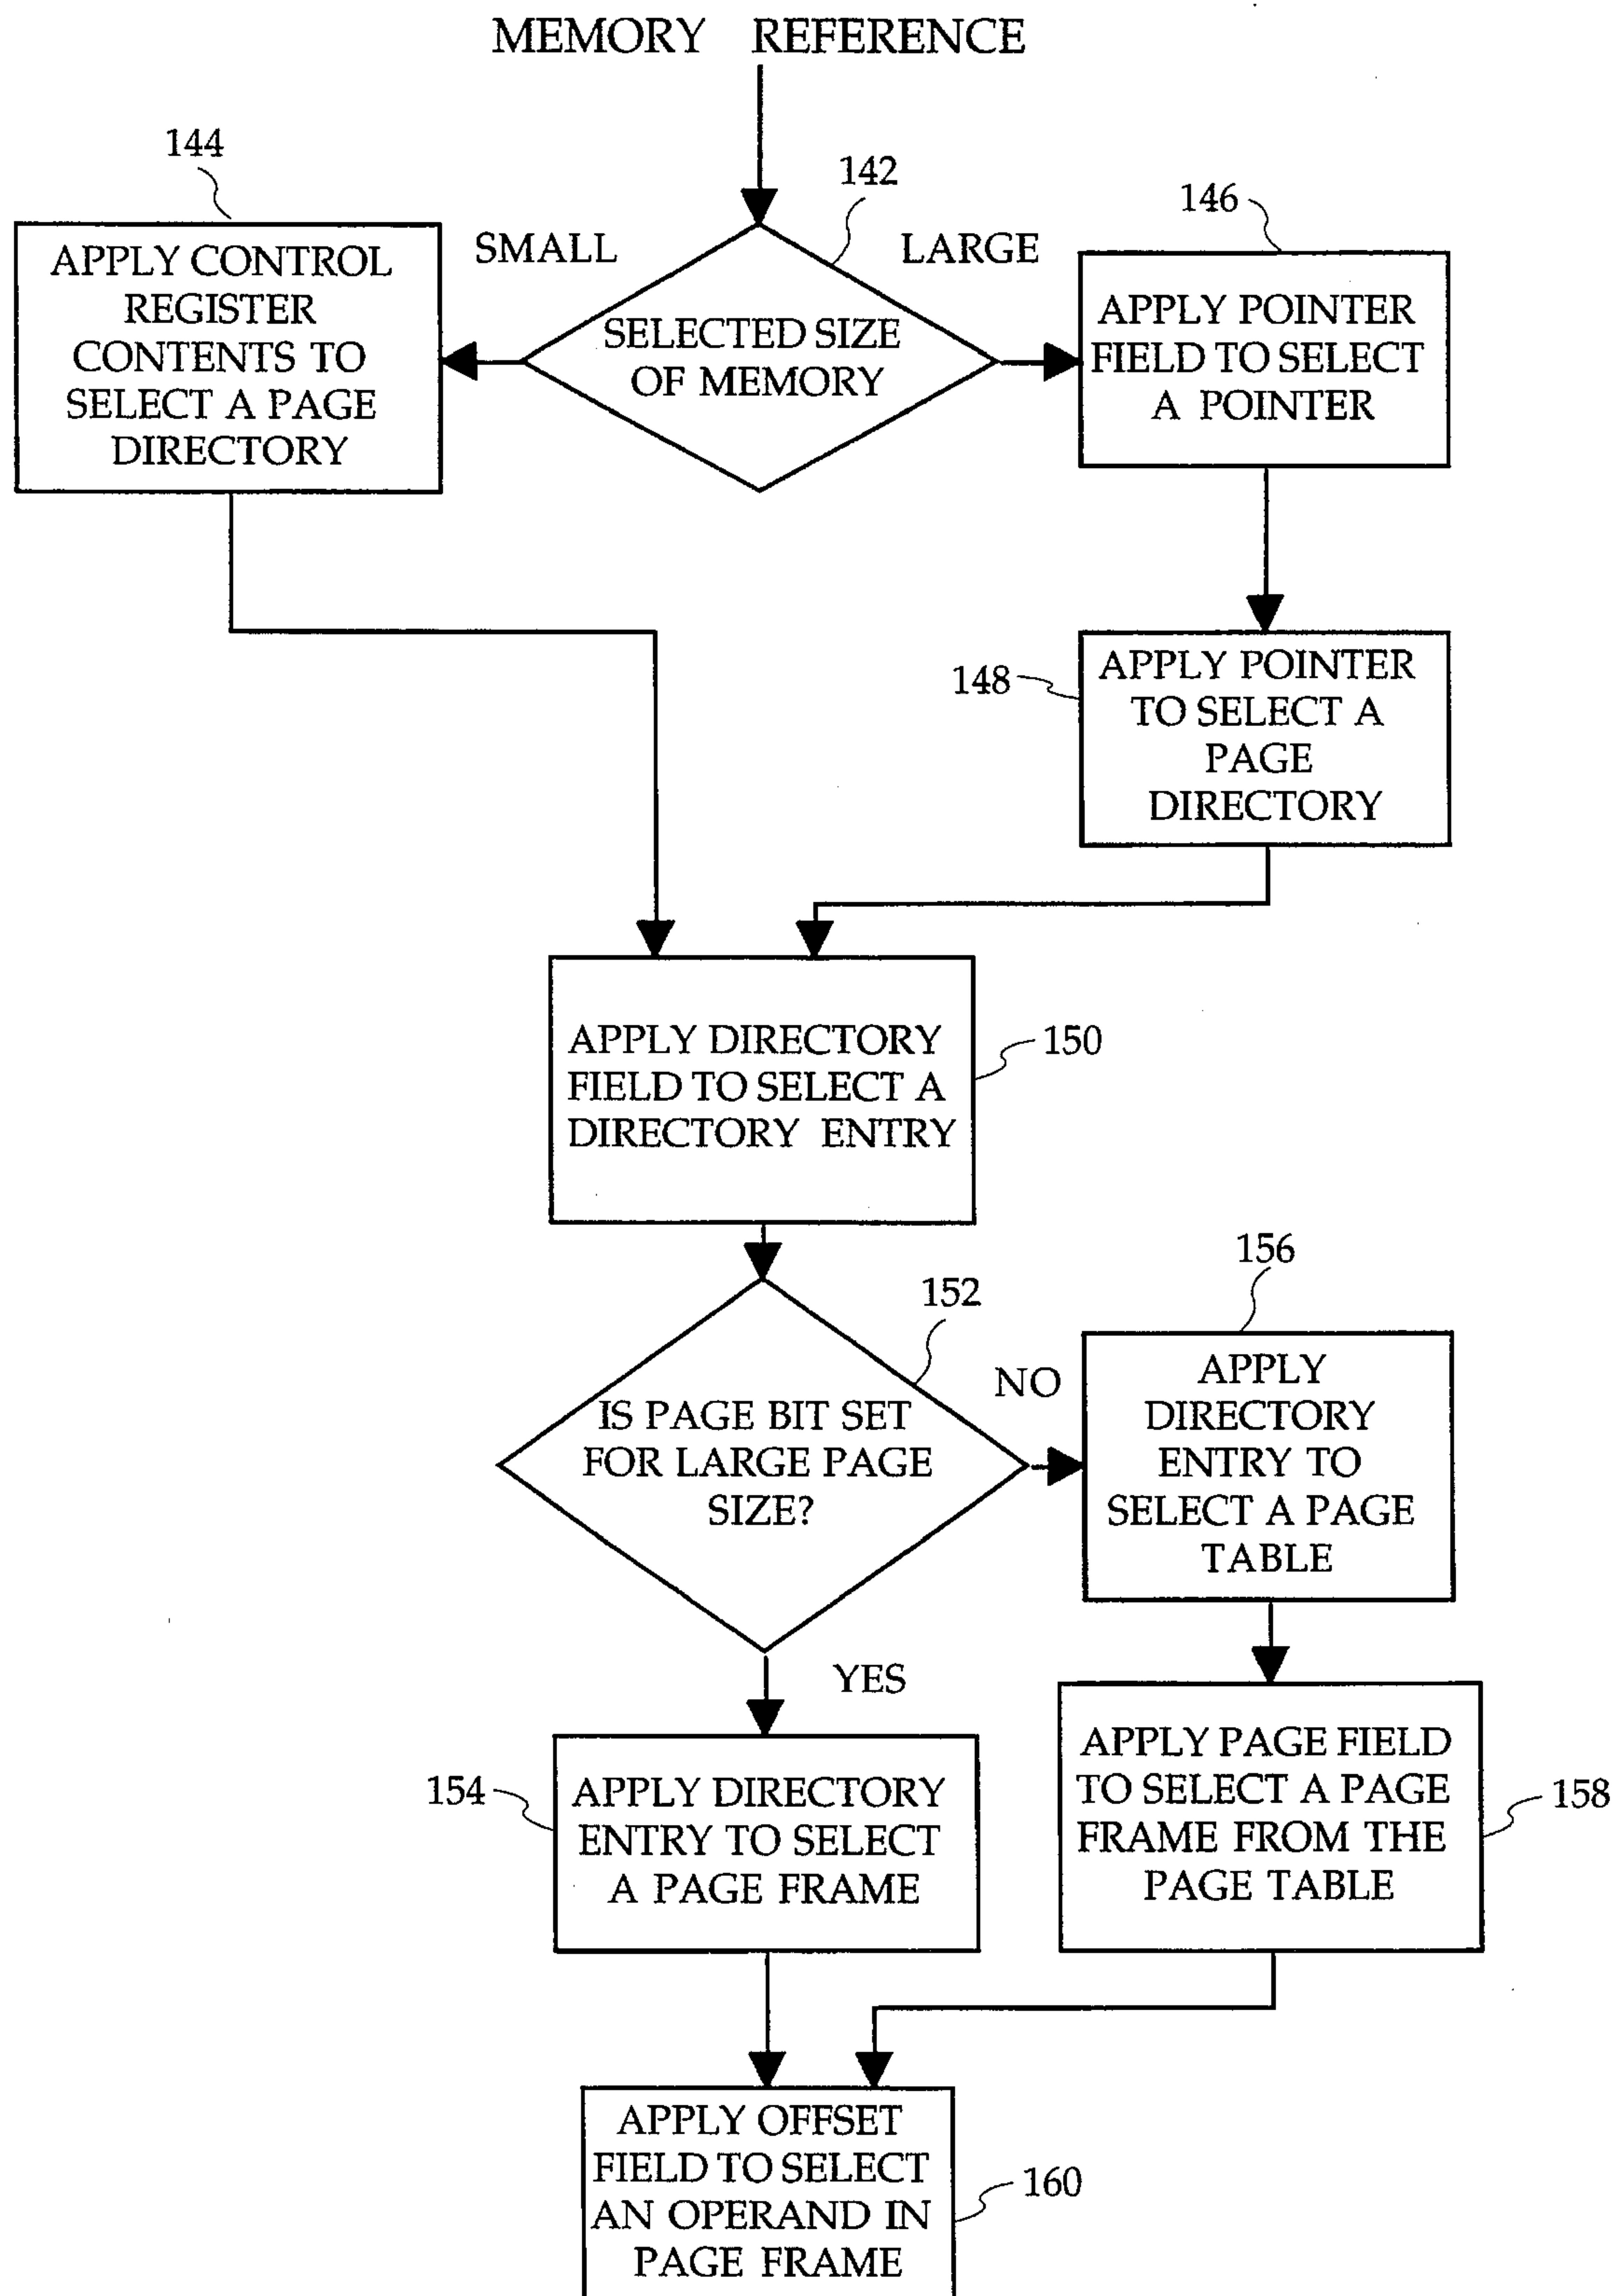 MEMORY REFERENCE
144
142
146
SMALL
LARGE
APPLY CONTROL
REGISTER
CONTENTS TO
SELECT A PAGE
DIRECTORY
SELECTED SIZE
OF MEMORY
APPLY POINTER
FIELD TO SELECT
A POINTER
148
APPLY POINTER
TO SELECT A
PAGE
DIRECTORY
APPLY DIRECTORY
FIELD TO SELECT A
DIRECTORY ENTRY
150
152
156
IS PAGE BIT SET
FOR LARGE PAGE
SIZE?
NO
APPLY
DIRECTORY
ENTRY TO
SELECT A PAGE
TABLE
YES
154
APPLY DIRECTORY
ENTRY TO SELECT
A PAGE FRAME
APPLY PAGE FIELD
TO SELECT A PAGE
FRAME FROM THE
PAGE TABLE
158
APPLY OFFSET
FIELD TO SELECT
AN OPERAND IN
PAGE FRAME
160